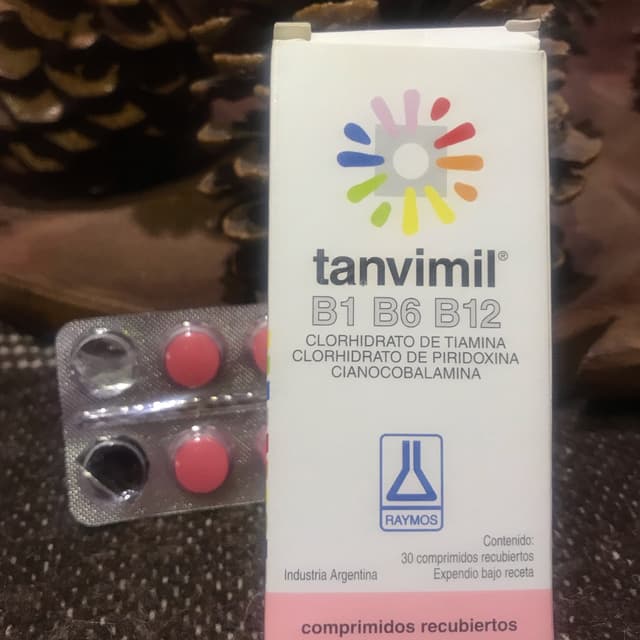 tanvimil®
B1 B6 B12
CLORHIDRATO DE TIAMINA
CLORHIDRATO DE PIRIDOXINA
CIANOCOBALAMINA
RAYMOS
Contenido:
30 comprimidos recubiertos
Industria Argentina Expendio bajo receta
comprimidos recubiertos